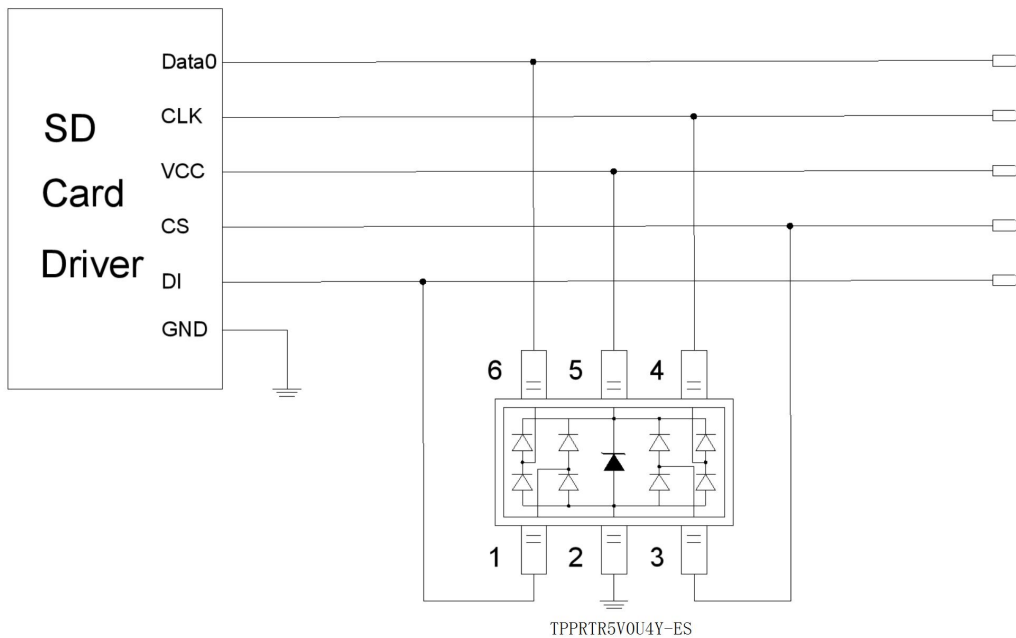 Data0
CLK
SD
VCC
Card
CS
Driver
DI
GND
6 5 4
1 2 3
TPPRTR5V0U4Y-ES